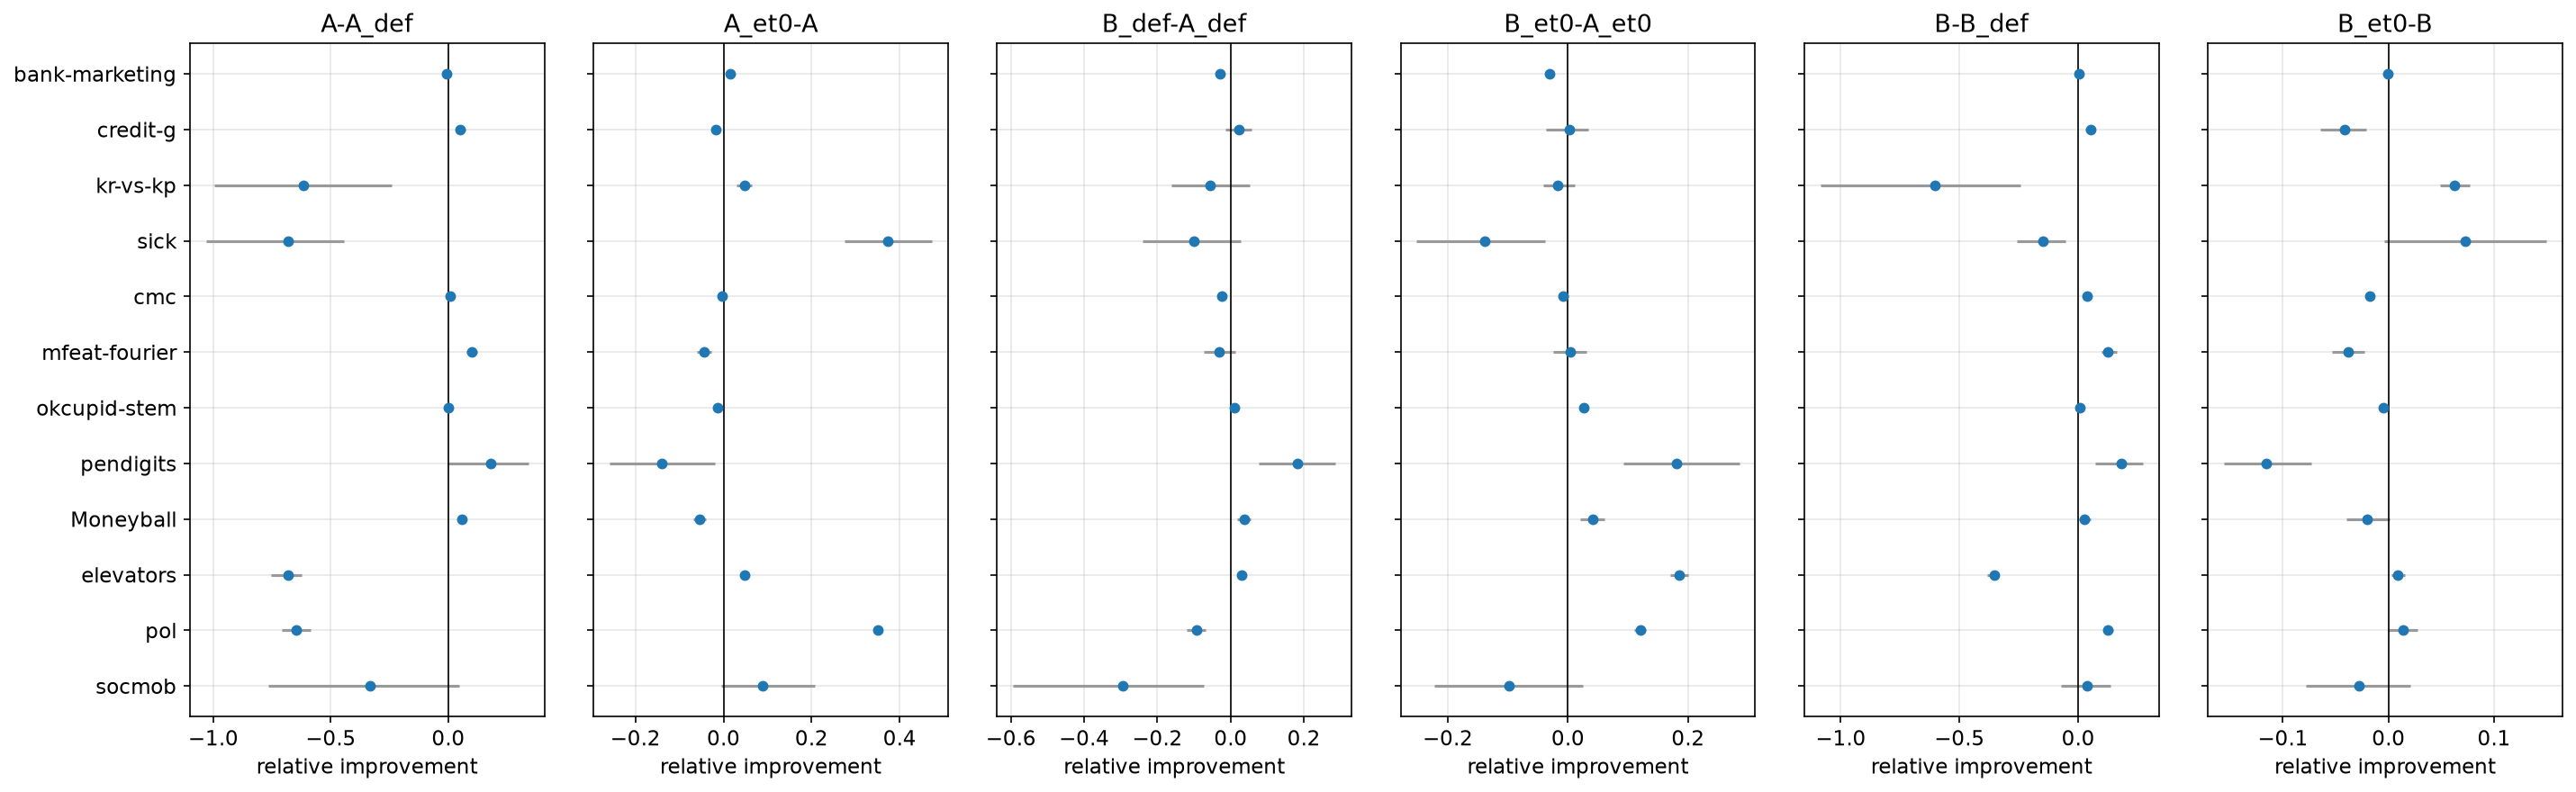 A-A_def
A_et0-A
B_def-A_def
B_et0-A_et0
B-B_def
B_et0-B
bank-marketing
credit-g
kr-vs-kp
sick
cmc
mfeat-fourier
okcupid-stem
pendigits
Moneyball
elevators
pol
socmob
−1.0 −0.5 0.0
−0.2 0.0 0.2 0.4
−0.6 −0.4 −0.2 0.0 0.2
−0.2 0.0 0.2
−1.0 −0.5 0.0
−0.1 0.0 0.1
relative improvement
relative improvement
relative improvement
relative improvement
relative improvement
relative improvement